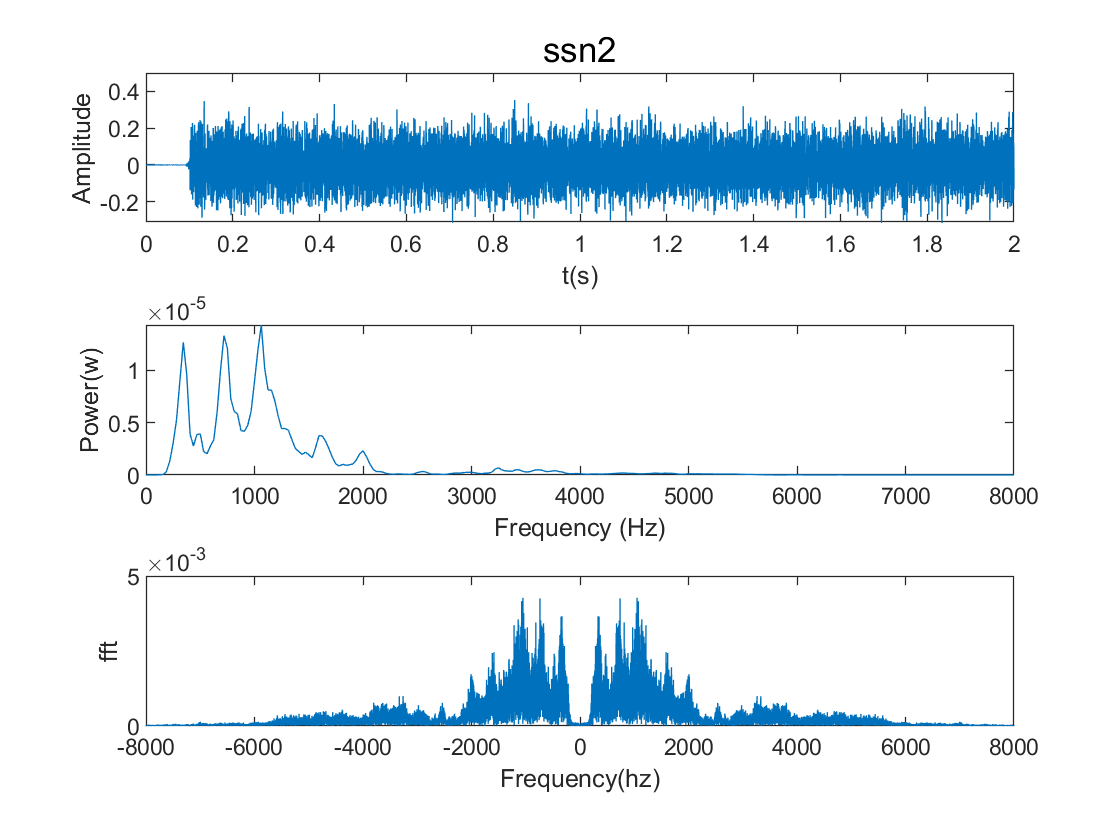 ssn2
Amplitude
0.4
0.2
0
-0.2
0 0.2 0.4 0.6 0.8 1 1.2 1.4 1.6 1.8 2
t(s)
×10-5
Power(w)
1
0.5
0
0 1000 2000 3000 4000 5000 6000 7000 8000
Frequency (Hz)
×10-3
fft
5
0
-8000 -6000 -4000 -2000 0 2000 4000 6000 8000
Frequency(hz)